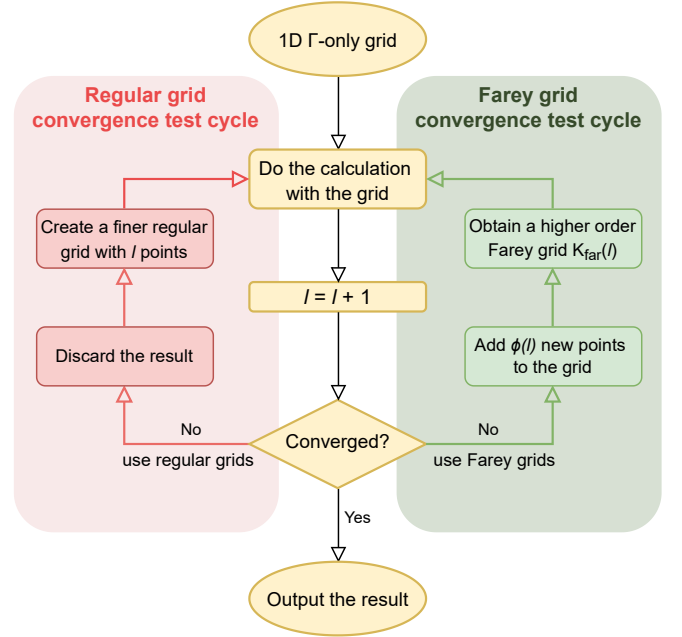 1D Γ-only grid
Regular grid
convergence test cycle
Farey grid
convergence test cycle
Do the calculation
with the grid
Create a finer regular
grid with l points
Obtain a higher order
Farey grid K_far(l)
l = l + 1
Discard the result
Add ϕ(l) new points
to the grid
Converged?
No
use regular grids
No
use Farey grids
Yes
Output the result